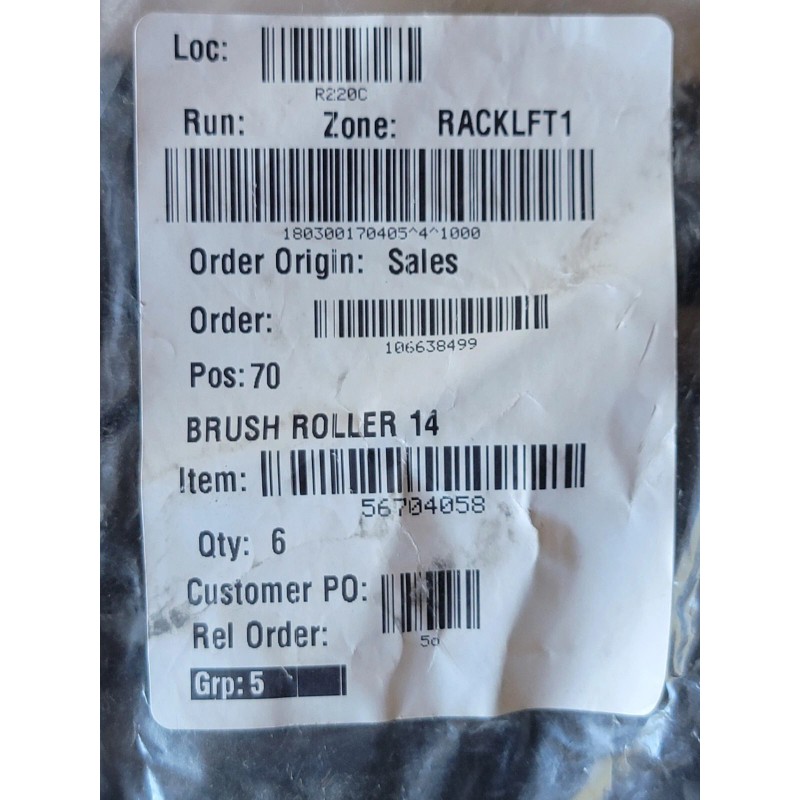 Loc:
R220C
Run: Zone: RACKLFT1
180300170405^4^1000
Order Origin: Sales
Order:
106638499
Pos: 70
BRUSH ROLLER 14
Item:
56704058
Qty: 6
Customer PO:
Rel Order:
Grp: 5